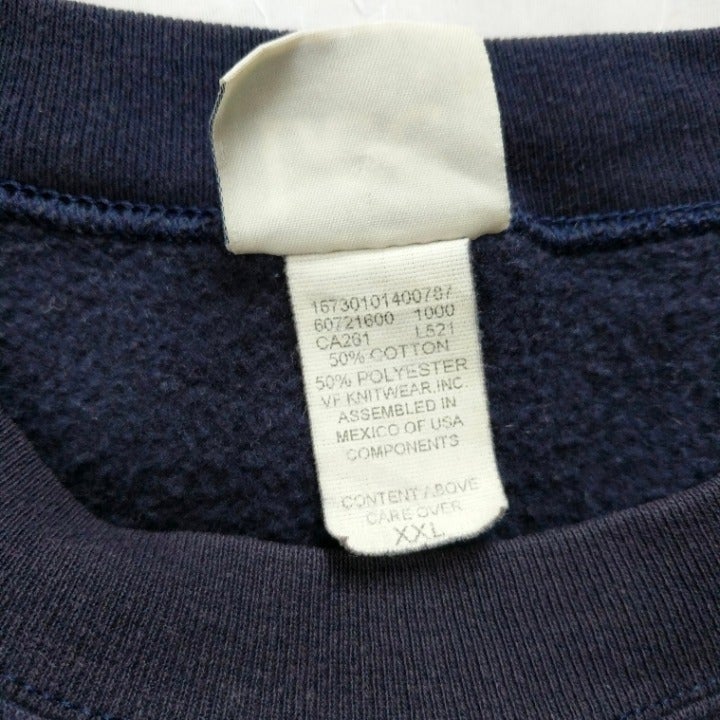 15730101400787
60721600 1000
CA261 L521
50% COTTON
50% POLYESTER
VF KNITWEAR, INC.
ASSEMBLED IN
MEXICO OF USA
COMPONENTS
CONTENT ABOVE
CARE OVER
XXL